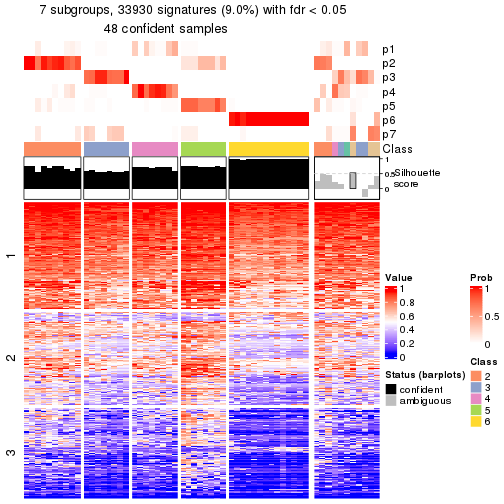 7 subgroups, 33930 signatures (9.0%) with fdr < 0.05
48 confident samples
p1
p2
p3
p4
p5
p6
p7
Class
1
0.5
0
Silhouette
score
1
2
3
Value
1
0.8
0.6
0.4
0.2
0
Status (barplots)
confident
ambiguous
Prob
1
0.5
0
Class
2
3
4
5
6